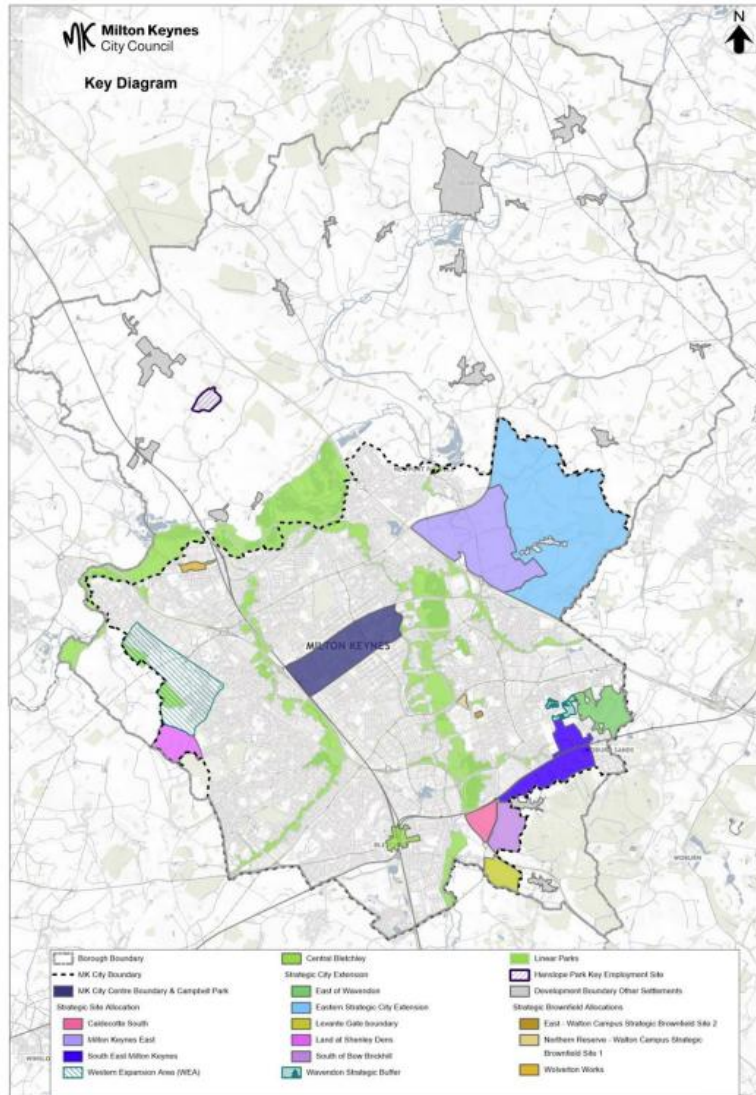 MK Milton Keynes
City Council
N
Key Diagram
MILTON KEYNES
WOBURN SANDS
WOBURN
Borough Boundary
MK City Boundary
MK City Centre Boundary & Campbell Park
Strategic Site Allocation
Caldecotte South
Milton Keynes East
South East Milton Keynes
Western Expansion Area (WEA)
Central Bletchley
Strategic City Extension
East of Wavendon
Eastern Strategic City Extension
Levante Gate boundary
Land at Shenley Dens
South of Bow Brickhill
Wavendon Strategic Buffer
Linear Parks
Hanslope Park Key Employment Site
Development Boundary Other Settlements
Strategic Brownfield Allocations
East - Walton Campus Strategic Brownfield Site 2
Northern Reserve - Walton Campus Strategic
Brownfield Site 1
Wolverton Works